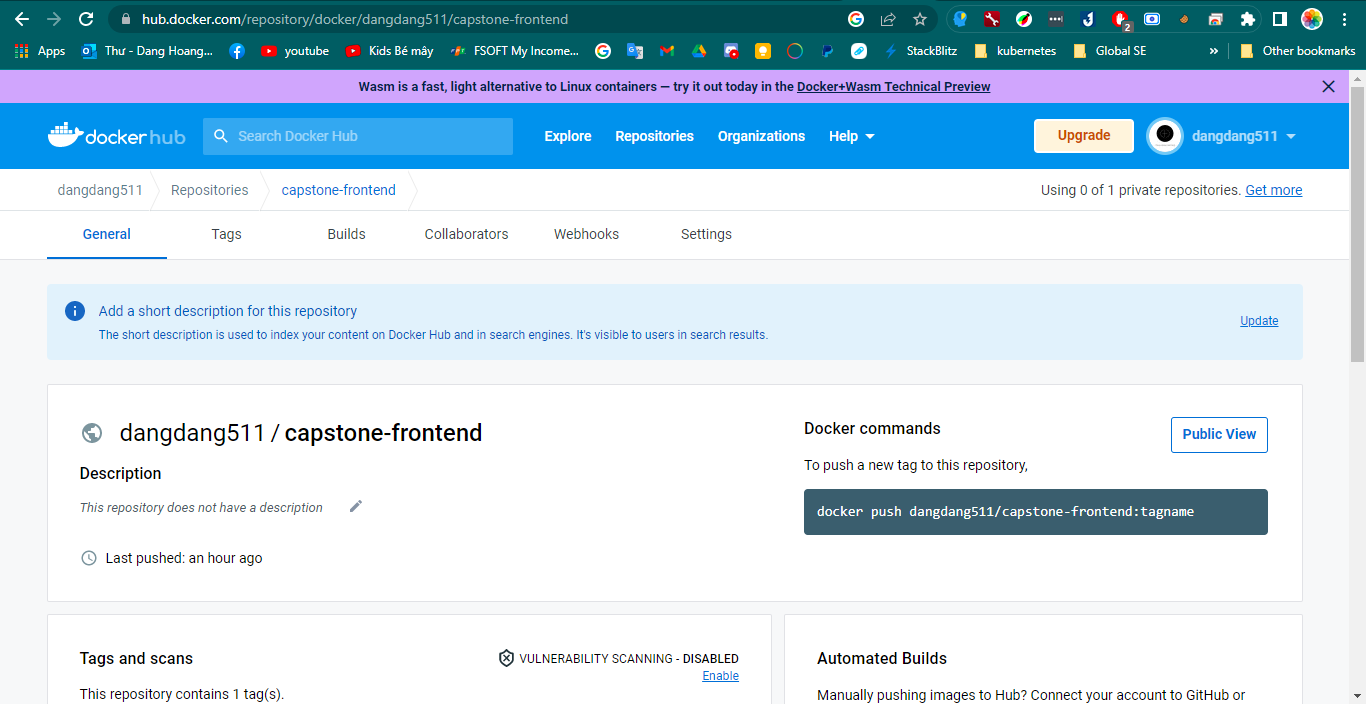 hub.docker.com/repository/docker/dangdang511/capstone-frontend
2
Apps Thư - Dang Hoang... youtube Kids Bé mây FSOFT My Income... StackBlitz kubernetes Global SE » Other bookmarks
Wasm is a fast, light alternative to Linux containers — try it out today in the Docker+Wasm Technical Preview
dockerhub Search Docker Hub Explore Repositories Organizations Help Upgrade dangdang511
dangdang511 Repositories capstone-frontend Using 0 of 1 private repositories. Get more
General Tags Builds Collaborators Webhooks Settings
Add a short description for this repository
The short description is used to index your content on Docker Hub and in search engines. It's visible to users in search results.
Update
dangdang511 / capstone-frontend
Description
This repository does not have a description
Last pushed: an hour ago
Docker commands
Public View
To push a new tag to this repository,
docker push dangdang511/capstone-frontend:tagname
Tags and scans
VULNERABILITY SCANNING - DISABLED
Enable
This repository contains 1 tag(s).
Automated Builds
Manually pushing images to Hub? Connect your account to GitHub or